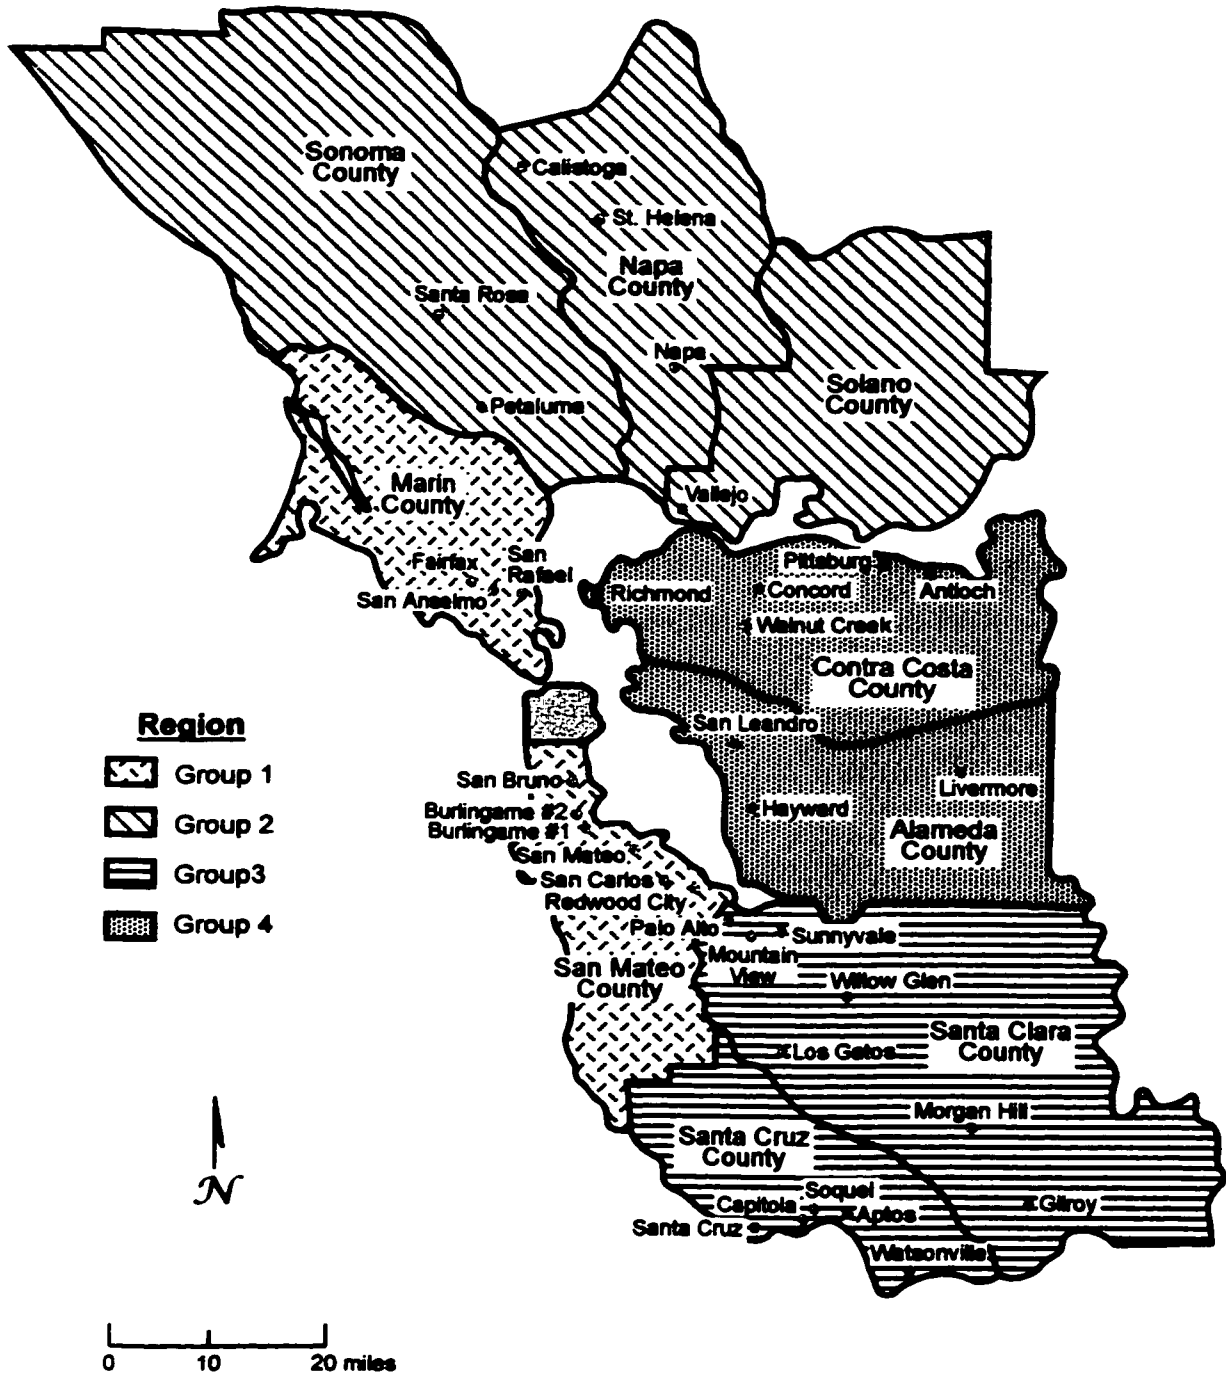 Sonoma
County
Calistoga
St. Helena
Napa
County
Santa Rosa
Napa
Solano
County
Petaluma
Marin
County
Vallejo
Fairfax
San
Rafael
San Anselmo
Pittsburg
Richmond
Concord
Antioch
Walnut Creek
Contra Costa
County
San Leandro
Livermore
Hayward
Alameda
County
Region
Group 1
Group 2
Group3
Group 4
San Bruno
Burlingame #2
Burlingame #1
San Mateo
San Carlos
Redwood City
Palo Alto
Sunnyvale
Mountain
View
San Mateo
County
Willow Glen
Santa Clara
County
Los Gatos
Morgan Hill
Santa Cruz
County
Soquel
Capitola
Aptos
Gilroy
Santa Cruz
Watsonville
N
0 10 20 miles